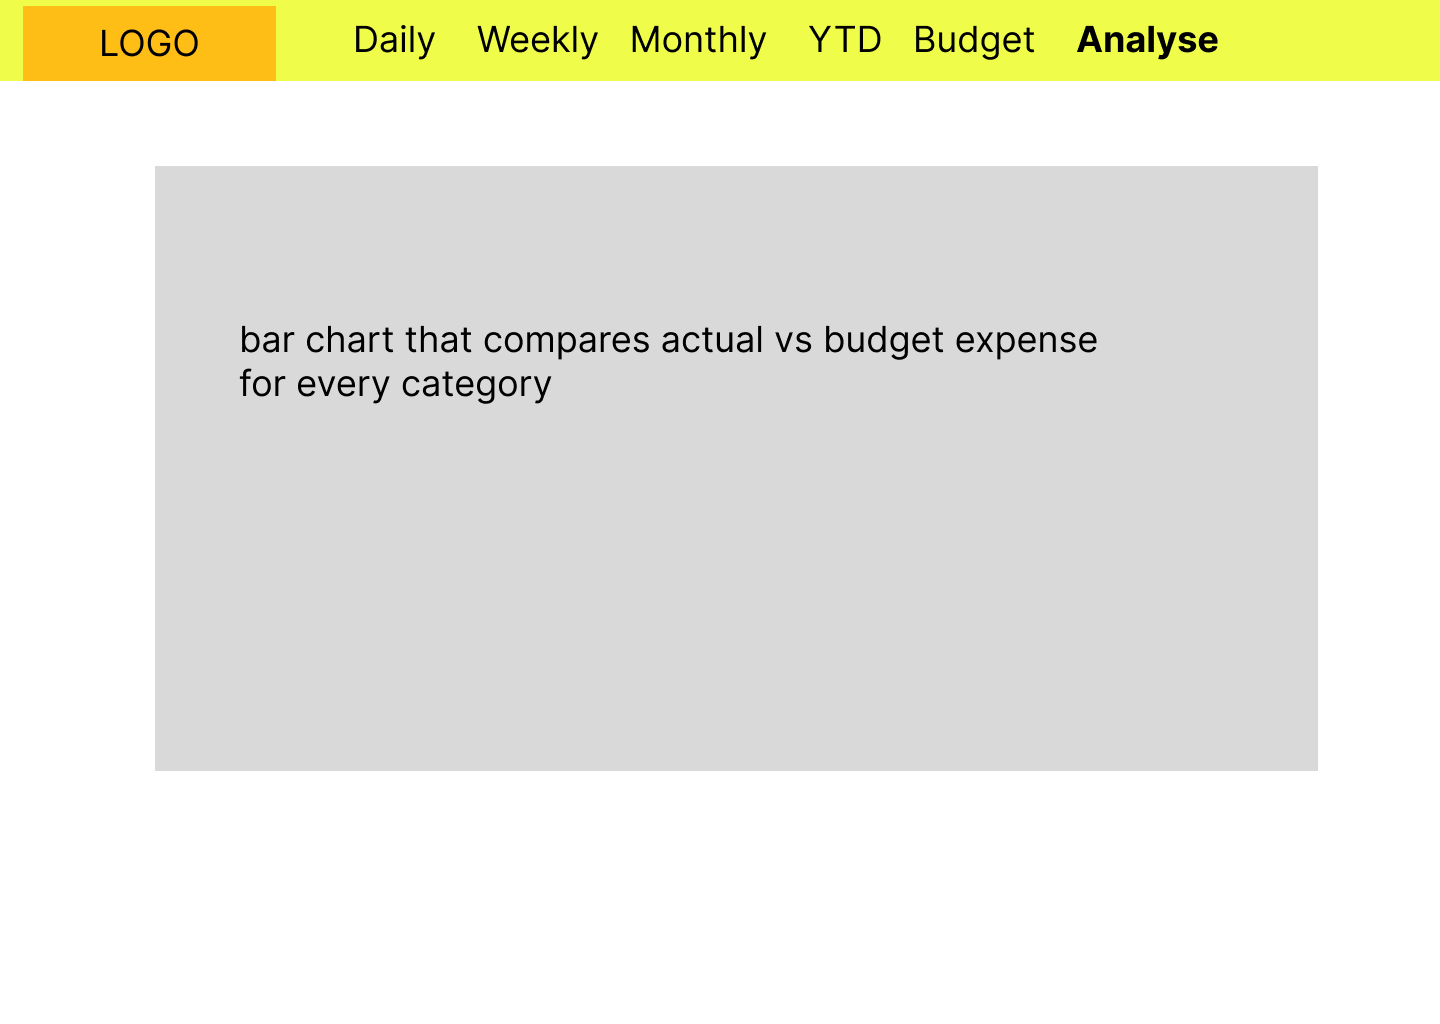 LOGO Daily Weekly Monthly YTD Budget Analyse
bar chart that compares actual vs budget expense
for every category